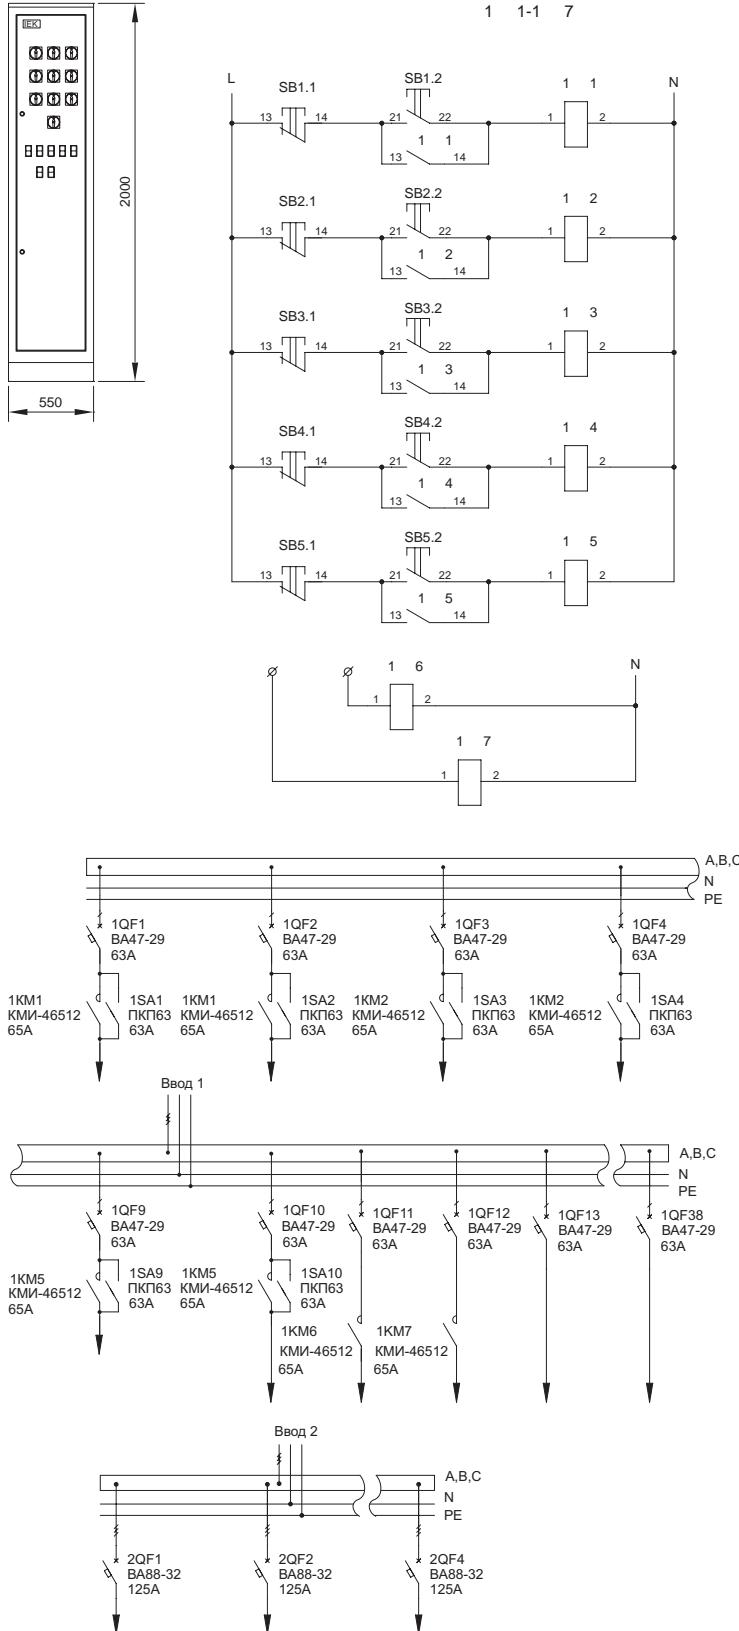 1 1-1 7
IEK
2000
550
L
N
SB1.1
SB1.2
1 1
13 14 21 22 1 2
1 1
13 14
SB2.1
SB2.2
1 2
13 14 21 22 1 2
1 2
13 14
SB3.1
SB3.2
1 3
13 14 21 22 1 2
1 3
13 14
SB4.1
SB4.2
1 4
13 14 21 22 1 2
1 4
13 14
SB5.1
SB5.2
1 5
13 14 21 22 1 2
1 5
13 14
1 6
N
1 2
1 7
1 2
A,B,C
N
PE
1QF1
ВА47-29
63А
1QF2
ВА47-29
63А
1QF3
ВА47-29
63А
1QF4
ВА47-29
63А
1КМ1
КМИ-46512
65А
1SA1
ПКП63
63А
1КМ1
КМИ-46512
65А
1SA2
ПКП63
63А
1КМ2
КМИ-46512
65А
1SA3
ПКП63
63А
1КМ2
КМИ-46512
65А
1SA4
ПКП63
63А
Ввод 1
A,B,C
N
PE
1QF9
ВА47-29
63А
1QF10
ВА47-29
63А
1QF11
ВА47-29
63А
1QF12
ВА47-29
63А
1QF13
ВА47-29
63А
1QF38
ВА47-29
63А
1КМ5
КМИ-46512
65А
1SA9
ПКП63
63А
1КМ5
КМИ-46512
65А
1SA10
ПКП63
63А
1КМ6
КМИ-46512
65А
1КМ7
КМИ-46512
65А
Ввод 2
A,B,C
N
PE
2QF1
ВА88-32
125А
2QF2
ВА88-32
125А
2QF4
ВА88-32
125А